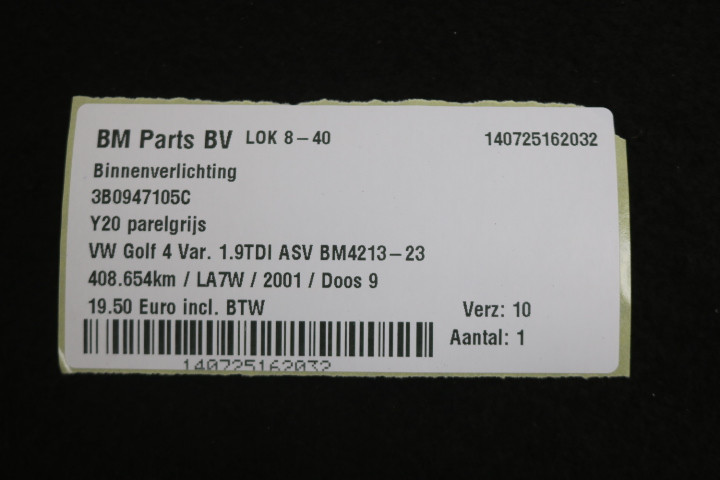 BM Parts BV LOK 8-40 140725162032
Binnenverlichting
3B0947105C
Y20 parelgrijs
VW Golf 4 Var. 1.9TDI ASV BM4213-23
408.654km / LA7W / 2001 / Doos 9
19.50 Euro incl. BTW Verz: 10
Aantal: 1
140725162032